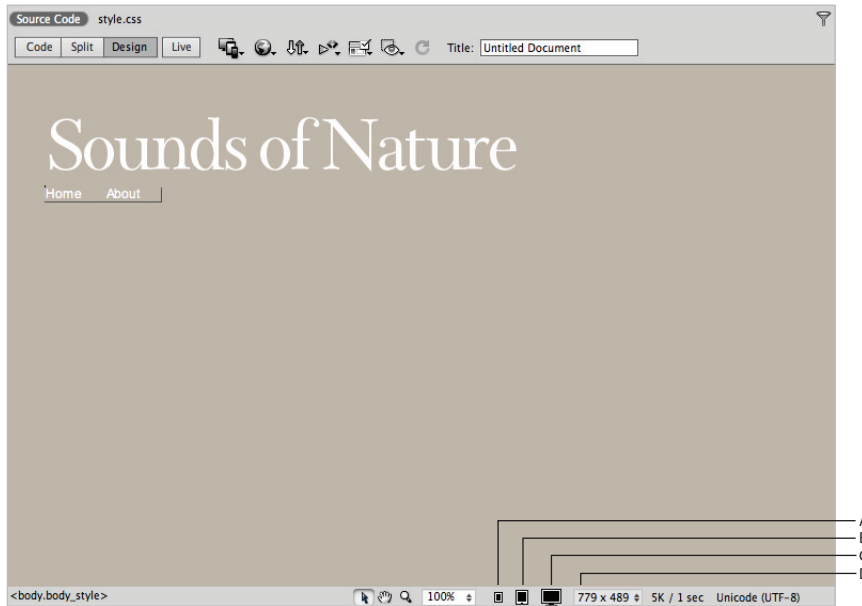 Source Code style.css
Code Split Design Live Title: Untitled Document
Sounds of Nature
Home About
A
B
C
D
<body.body_style> 100% 779 x 489 5K / 1 sec Unicode (UTF-8)